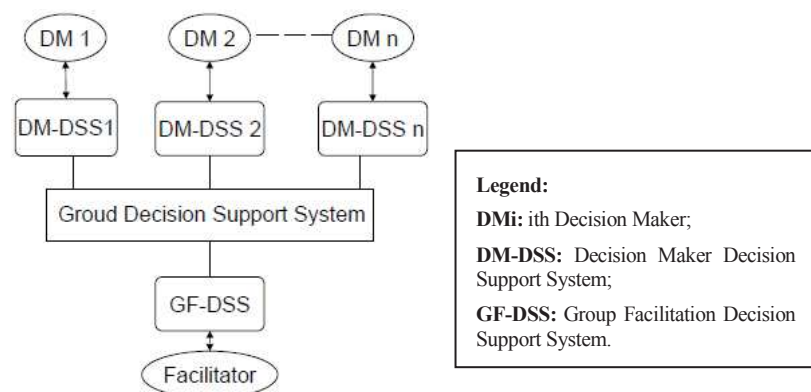 DM 1
DM 2
DM n
DM-DSS1
DM-DSS 2
DM-DSS n
Groud Decision Support System
GF-DSS
Facilitator
Legend:
DMi: ith Decision Maker;
DM-DSS: Decision Maker Decision
Support System;
GF-DSS: Group Facilitation Decision
Support System.